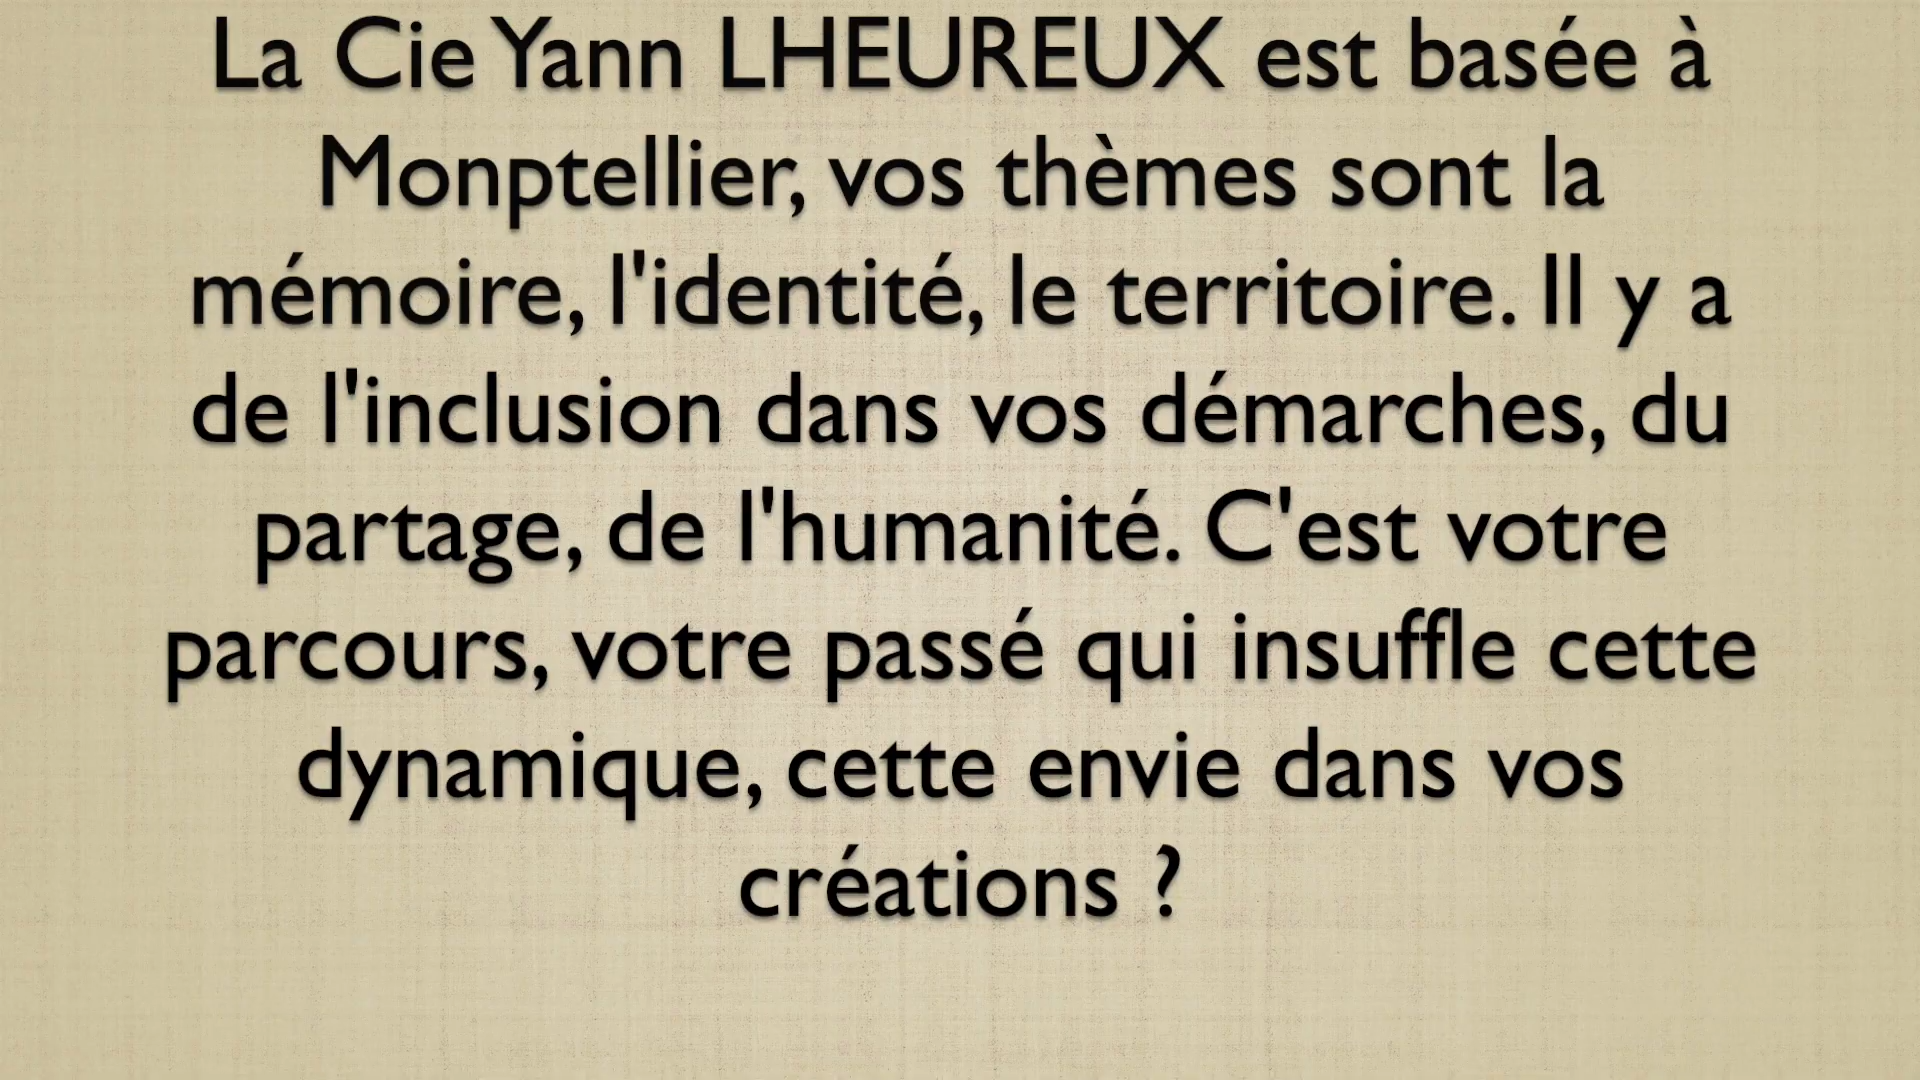 La Cie Yann LHEUREUX est basée à
Monptellier, vos thèmes sont la
mémoire, l'identité, le territoire. Il y a
de l'inclusion dans vos démarches, du
partage, de l'humanité. C'est votre
parcours, votre passé qui insuffle cette
dynamique, cette envie dans vos
créations ?